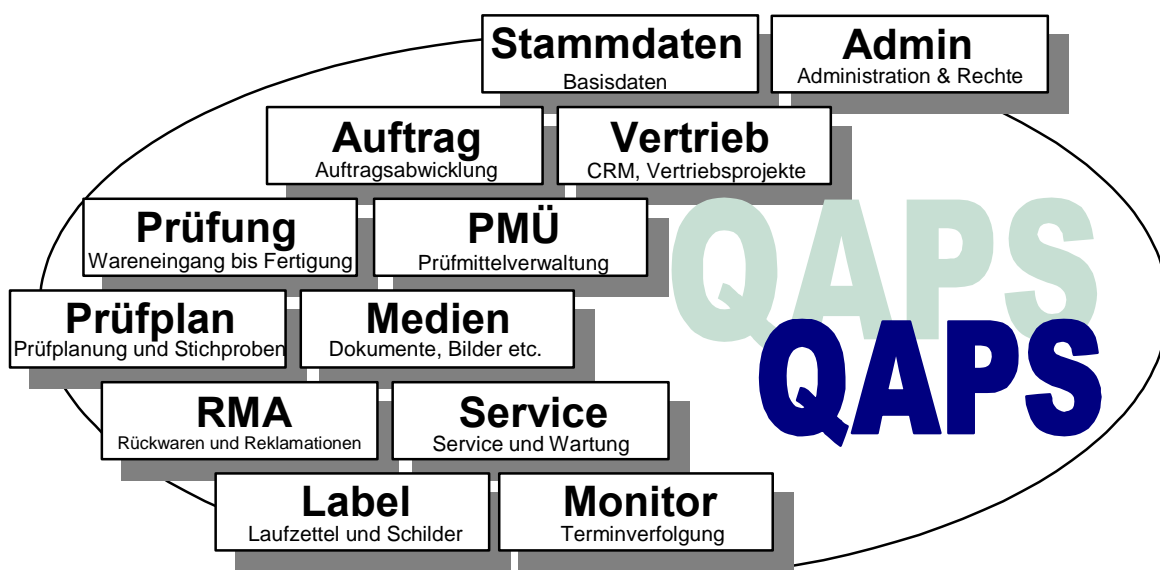 Stammdaten
Basisdaten
Admin
Administration & Rechte
Auftrag
Auftragsabwicklung
Vertrieb
CRM, Vertriebsprojekte
Prüfung
Wareneingang bis Fertigung
PMÜ
Prüfmittelverwaltung
QAPS
Prüfplan
Prüfplanung und Stichproben
Medien
Dokumente, Bilder etc.
QAPS
RMA
Rückwaren und Reklamationen
Service
Service und Wartung
Label
Laufzettel und Schilder
Monitor
Terminverfolgung